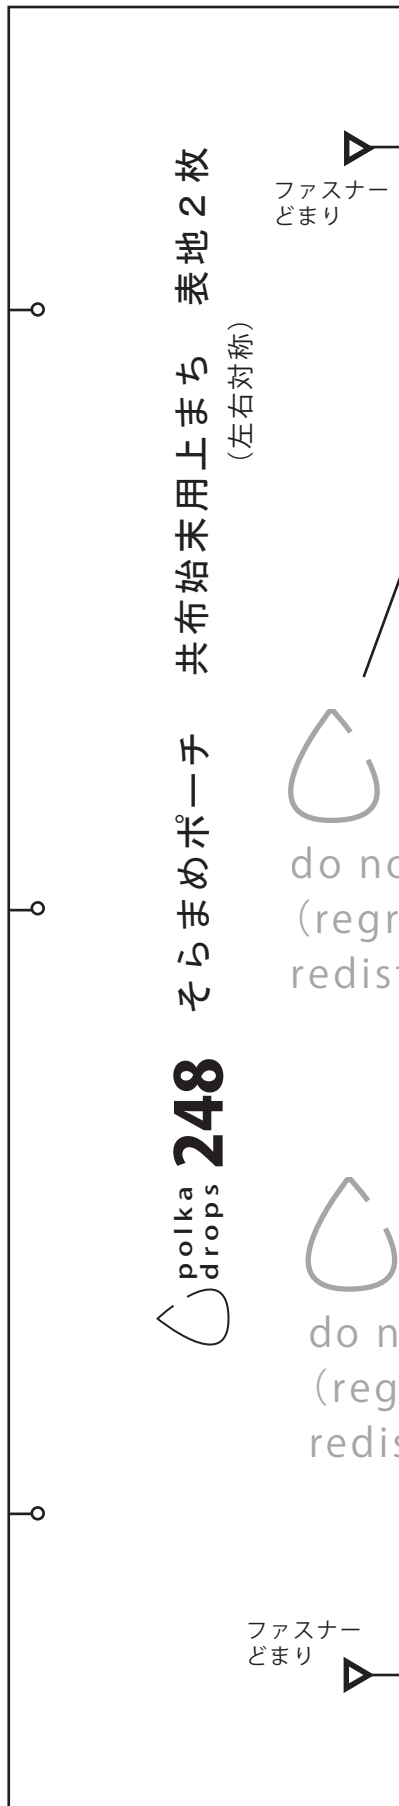 ファスナー
どまり
polka
drops
248 そらまめポーチ 共布始末用上まち 表地2枚
(左右対称)
do no
(regr
redist
do n
(reg
redis
ファスナー
どまり